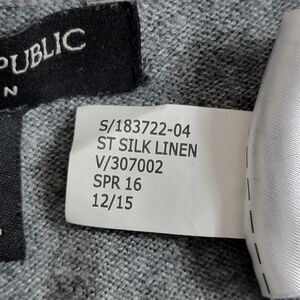 PUBLIC
N
S/183722-04
ST SILK LINEN
V/307002
SPR 16
12/15